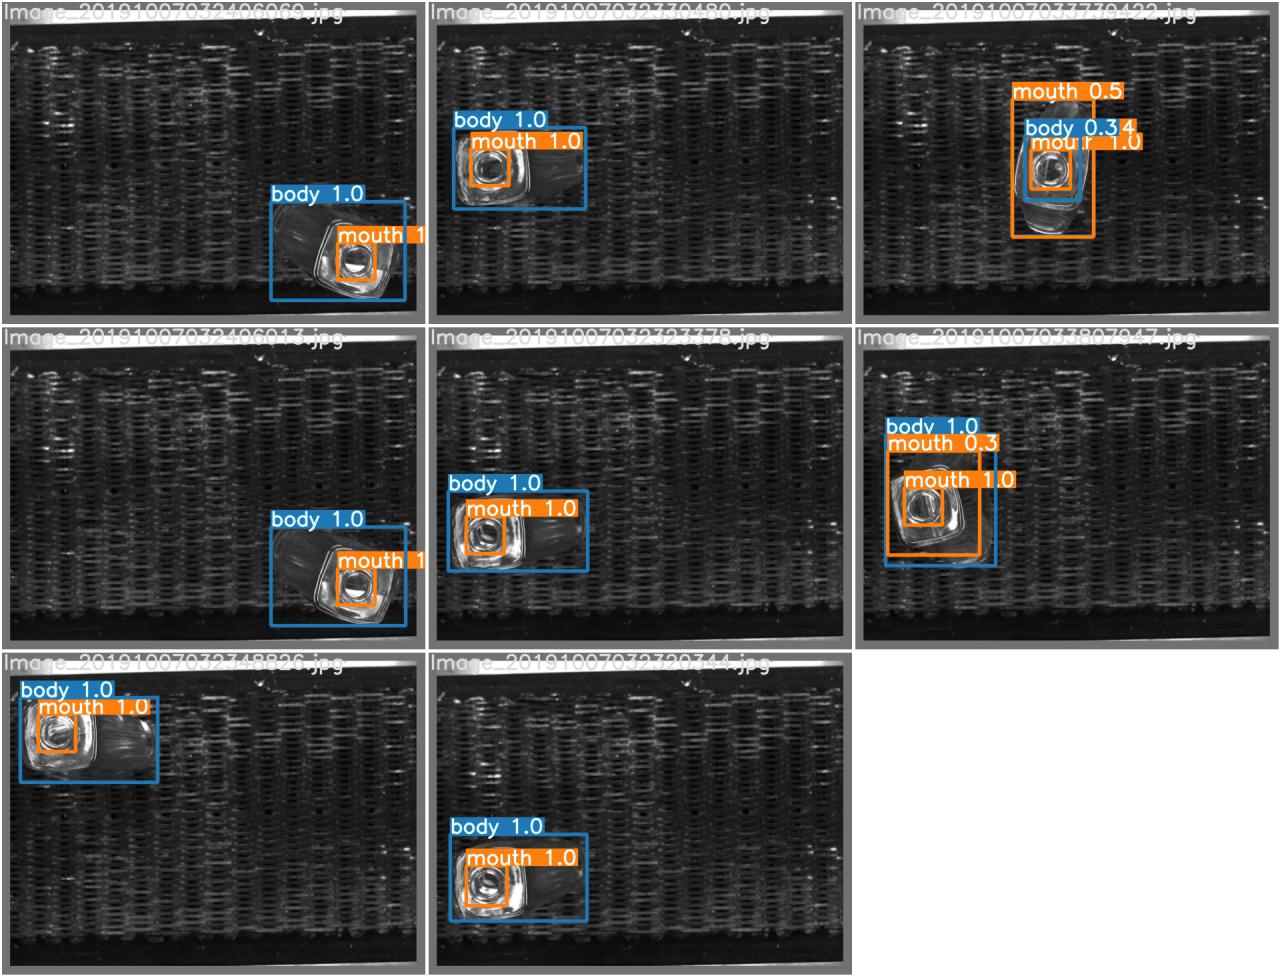 Image_20191007032406069.jpg
body 1.0
mouth 1
Image_20191007032330480.jpg
body 1.0
mouth 1.0
Image_20191007033739422.jpg
mouth 0.5
body 0.3 4
1.0
Image_20191007032406013.jpg
body 1.0
mouth 1
Image_20191007032323378.jpg
body 1.0
mouth 1.0
Image_20191007033807947.jpg
body 1.0
mouth 0.3
mouth 1.0
Image_20191007032348826.jpg
body 1.0
mouth 1.0
Image_20191007032320344.jpg
body 1.0
mouth 1.0